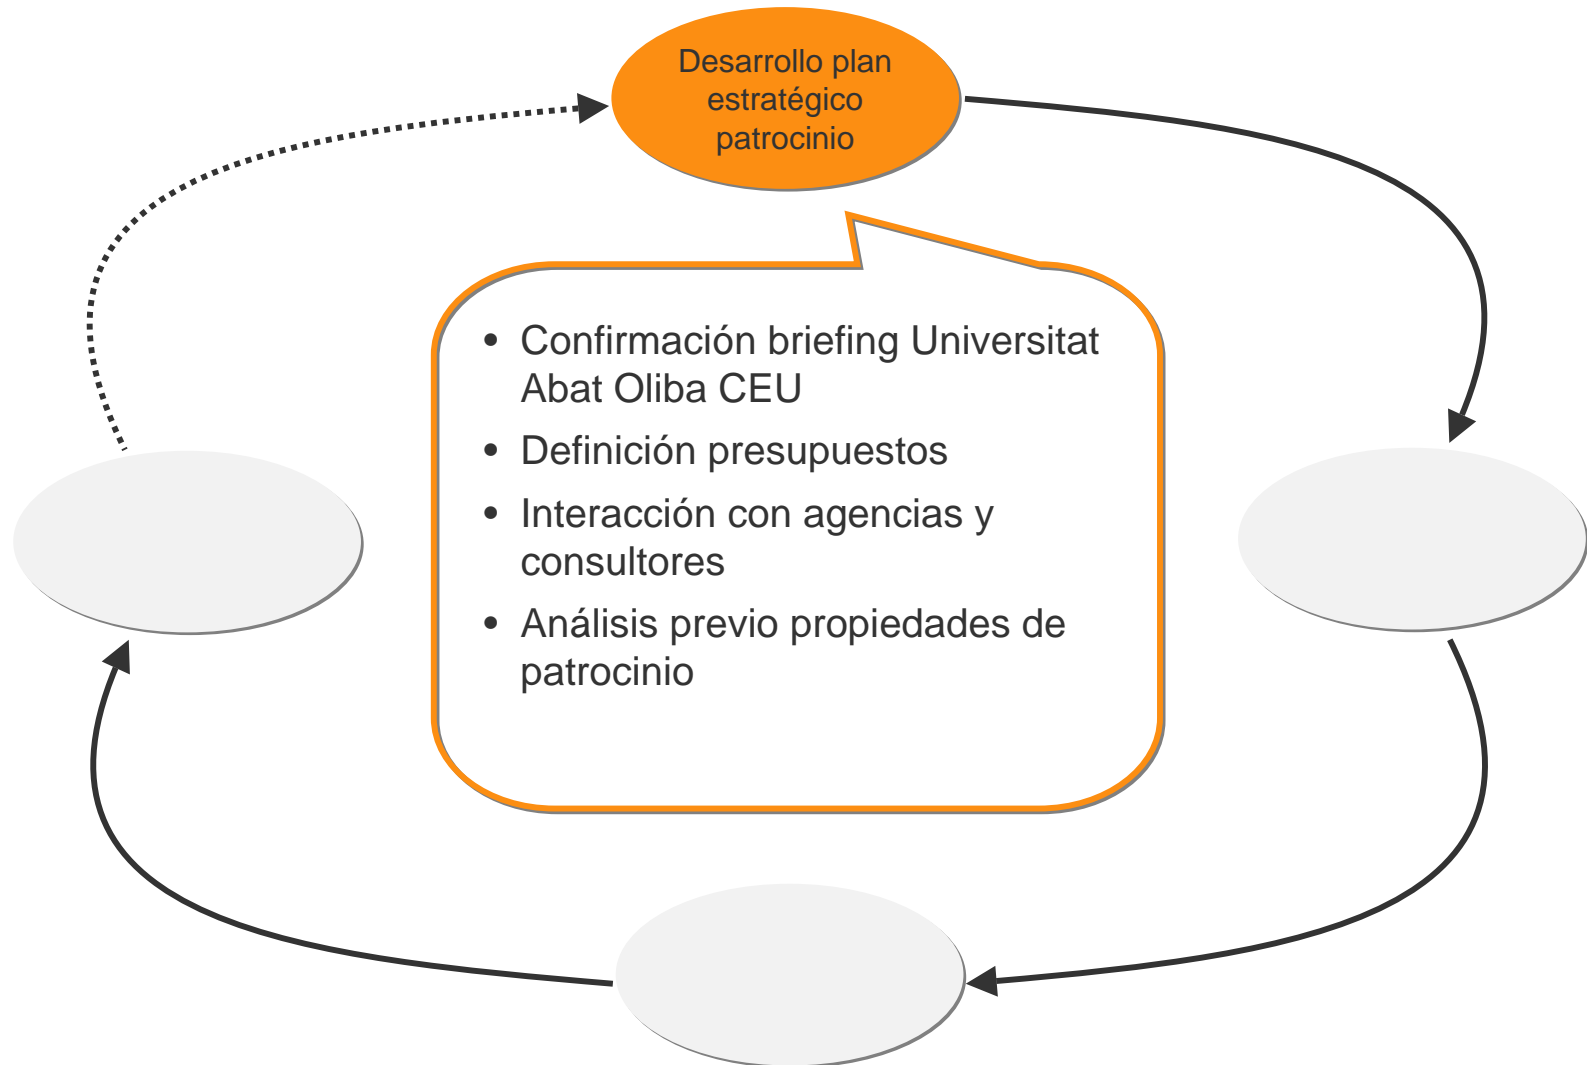 Desarrollo plan
estratégico
patrocinio
• Confirmación briefing Universitat
Abat Oliba CEU
• Definición presupuestos
• Interacción con agencias y
consultores
• Análisis previo propiedades de
patrocinio